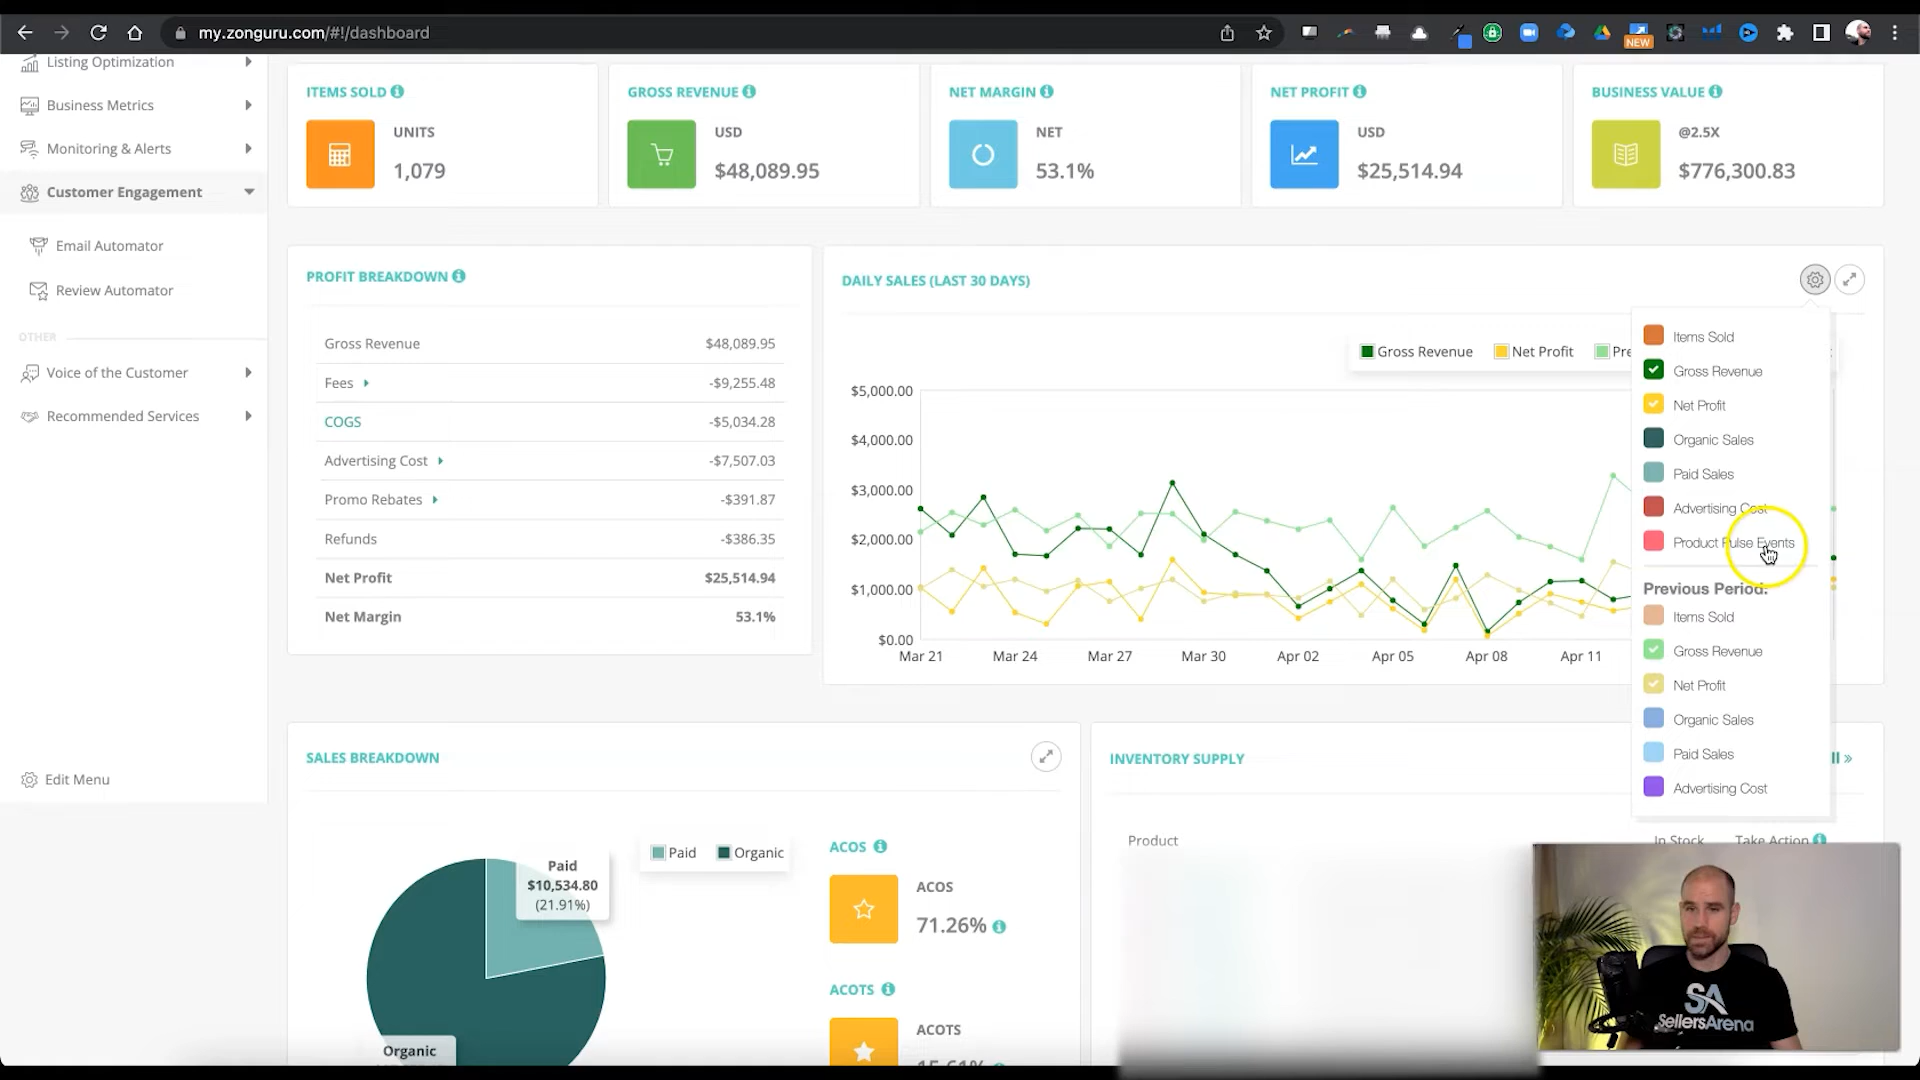 my.zonguru.com/#!/dashboard
NEW
Listing Optimization
Business Metrics
Monitoring & Alerts
Customer Engagement
Email Automator
Review Automator
OTHER
Voice of the Customer
Recommended Services
Edit Menu
ITEMS SOLD
UNITS
1,079
GROSS REVENUE
USD
$48,089.95
NET MARGIN
NET
53.1%
NET PROFIT
USD
$25,514.94
BUSINESS VALUE
@2.5X
$776,300.83
PROFIT BREAKDOWN
Gross Revenue $48,089.95
Fees -$9,255.48
COGS -$5,034.28
Advertising Cost -$7,507.03
Promo Rebates -$391.87
Refunds -$386.35
Net Profit $25,514.94
Net Margin 53.1%
DAILY SALES (LAST 30 DAYS)
Gross Revenue Net Profit Pre
$5,000.00
$4,000.00
$3,000.00
$2,000.00
$1,000.00
$0.00
Mar 21 Mar 24 Mar 27 Mar 30 Apr 02 Apr 05 Apr 08 Apr 11
Items Sold
Gross Revenue
Net Profit
Organic Sales
Paid Sales
Advertising Cost
Product Pulse Events
Previous Period:
Items Sold
Gross Revenue
Net Profit
Organic Sales
Paid Sales
Advertising Cost
SALES BREAKDOWN
Paid
$10,534.80
(21.91%)
Organic
Paid Organic
ACOS
ACOS
71.26%
ACOTS
ACOTS
15.61%
INVENTORY SUPPLY
Product In Stock Take Action
SA
SellersArena